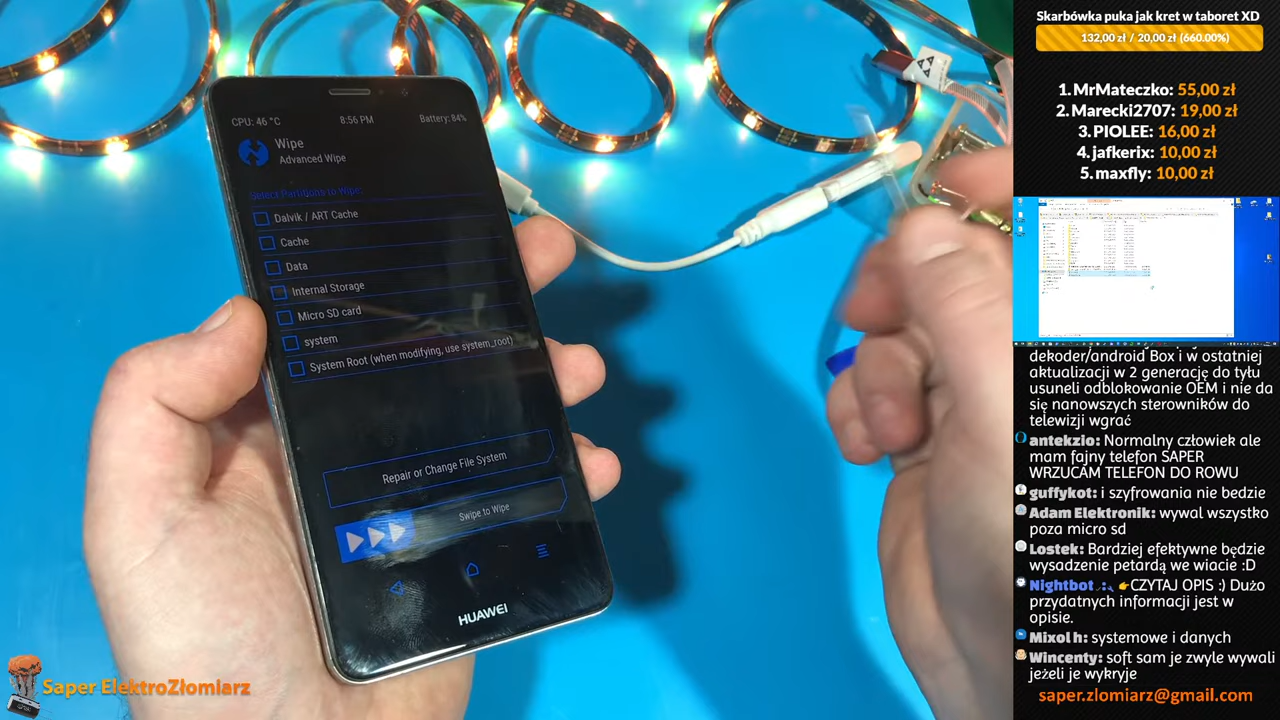 CPU: 46 °C
8:56 PM
Battery: 84%
Wipe
Advanced Wipe
Select Partitions to Wipe:
Dalvik / ART Cache
Cache
Data
Internal Storage
Micro SD card
system
System Root (when modifying, use system_root)
Repair or Change File System
Swipe to Wipe
HUAWEI
Saper ElektroZłomiarz
Skarbówka puka jak kret w taboret XD
132,00 zł / 20,00 zł (660.00%)
1. MrMateczko: 55,00 zł
2. Marecki2707: 19,00 zł
3. PIOLEE: 16,00 zł
4. jafkerix: 10,00 zł
5. maxfly: 10,00 zł
dekoder/android Box i w ostatniej
aktualizacji w 2 generację do tyłu
usuneli odblokowanie OEM i nie da
się nanowszych sterowników do
telewizji wgrać
antekzio: Normalny człowiek ale
mam fajny telefon SAPER
WRZUCAM TELEFON DO ROWU
guffykot: i szyfrowania nie bedzie
Adam Elektronik: wywal wszystko
poza micro sd
Lostek: Bardziej efektywne będzie
wysadzenie petardą we wiacie :D
Nightbot: 👉CZYTAJ OPIS :) Dużo
przydatnych informacji jest w
opisie.
Mixol h: systemowe i danych
Wincenty: soft sam je zwyle wywali
jeżeli je wykryje
saper.zlomiarz@gmail.com